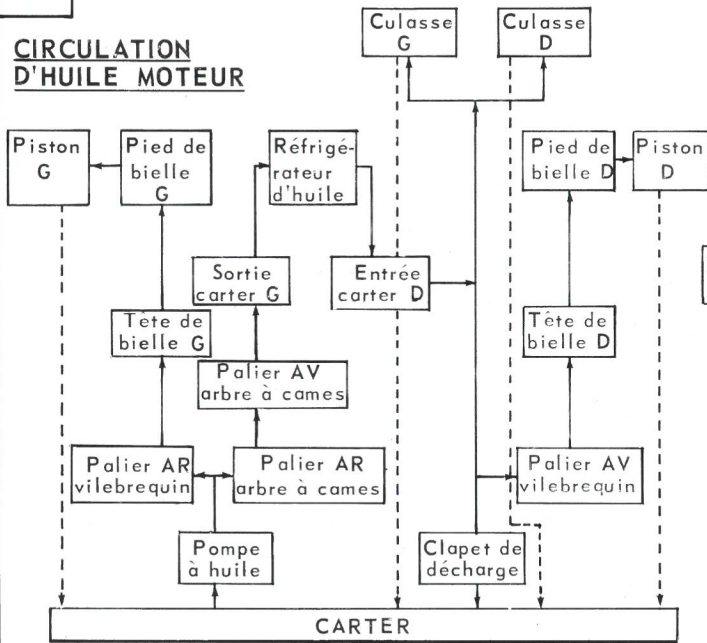 CIRCULATION
D'HUILE MOTEUR
Culasse
G
Culasse
D
Piston
G
Pied de
bielle
G
Réfrigé-
rateur
d'huile
Pied de
bielle D
Piston
D
Sortie
carter G
Entrée
carter D
Tête de
bielle G
Tête de
bielle D
Palier AV
arbre à cames
Palier AR
vilebrequin
Palier AR
arbre à cames
Palier AV
vilebrequin
Pompe
à huile
Clapet de
décharge
CARTER